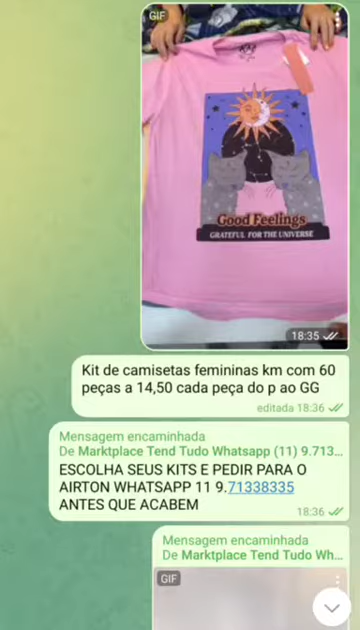 GIF
Good Feelings
GRATEFUL FOR THE UNIVERSE
18:35
Kit de camisetas femininas km com 60
peças a 14,50 cada peça do p ao GG
editada 18:36
Mensagem encaminhada
De Marktplace Tend Tudo Whatsapp (11) 9.713...
ESCOLHA SEUS KITS E PEDIR PARA O
AIRTON WHATSAPP 11 9.71338335
ANTES QUE ACABEM
18:36
Mensagem encaminhada
De Marktplace Tend Tudo Wh...
GIF